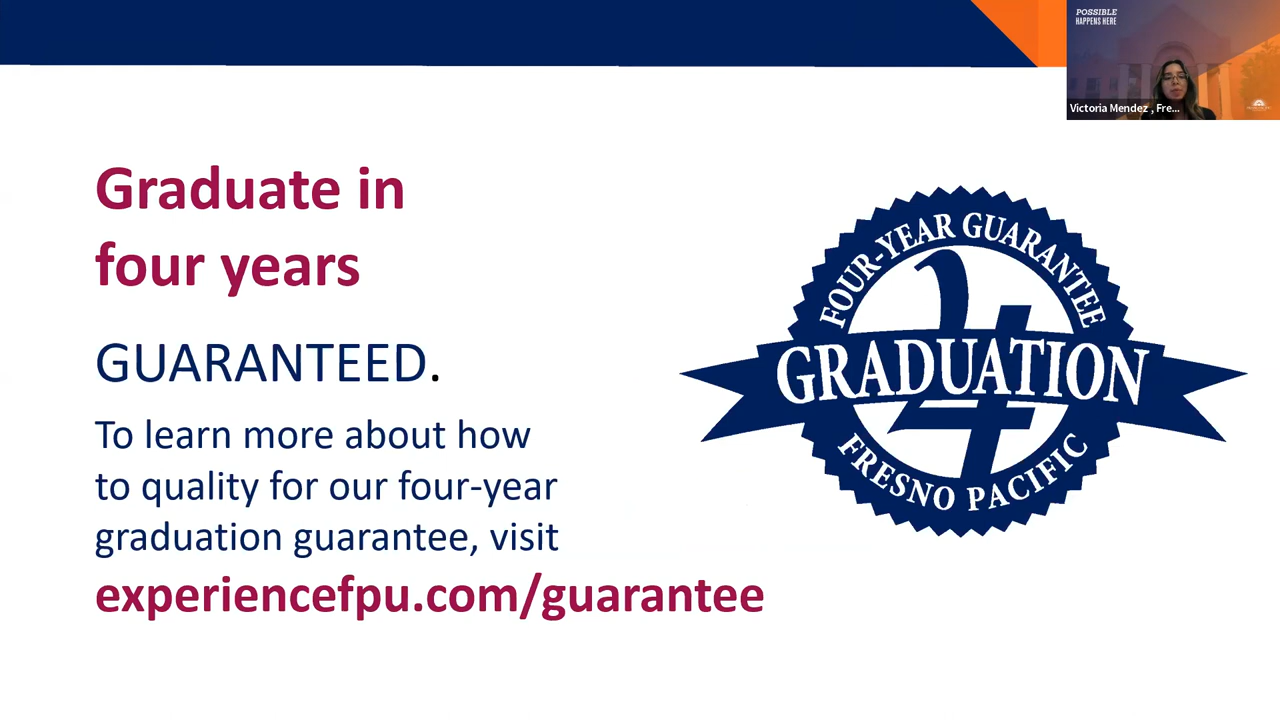 POSSIBLE
HAPPENS HERE
Victoria Mendez , Fre...
Graduate in
four years
GUARANTEED.
To learn more about how
to quality for our four-year
graduation guarantee, visit
experiencefpu.com/guarantee
FOUR-YEAR GUARANTEE
4
GRADUATION
FRESNO PACIFIC